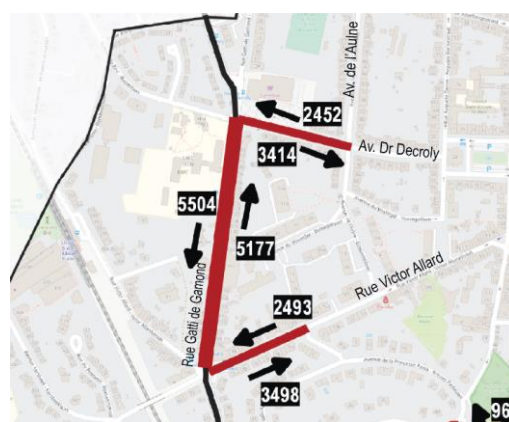 Av. de l'Aulne
2452
Av. Dr Decroly
3414
5504
5177
Rue Gatti de Gamond
Rue Victor Allard
2493
3498
96
P
P